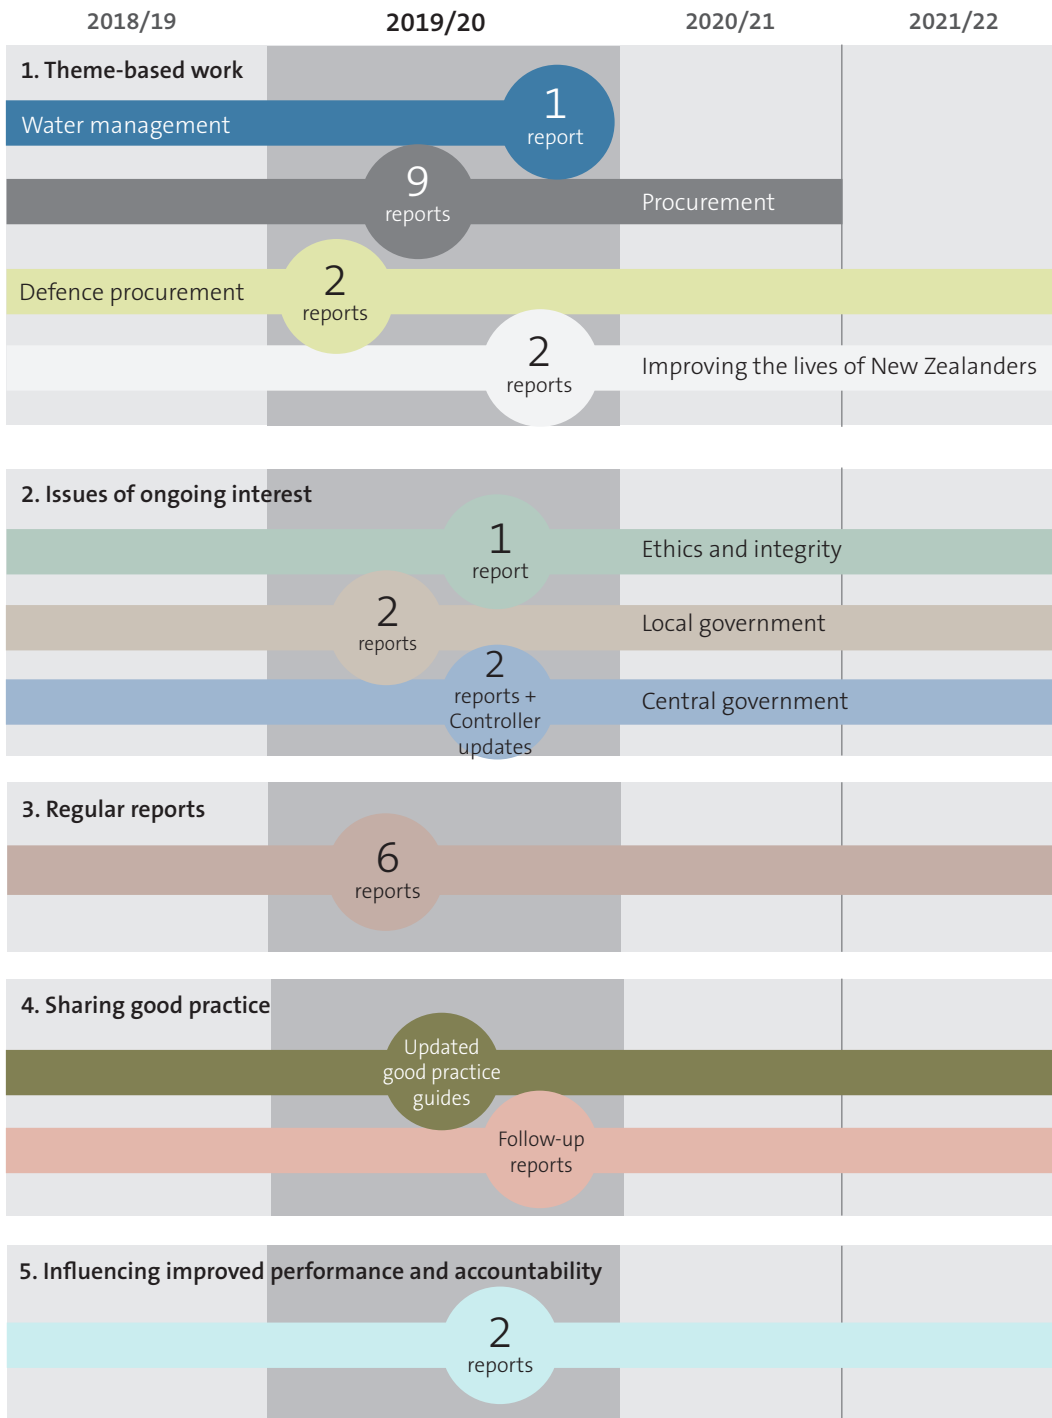 2018/19 2019/20 2020/21 2021/22
1. Theme-based work
Water management
1
report
9
reports
Procurement
Defence procurement
2
reports
2
reports
Improving the lives of New Zealanders
2. Issues of ongoing interest
1
report
Ethics and integrity
2
reports
Local government
2
reports +
Controller
updates
Central government
3. Regular reports
6
reports
4. Sharing good practice
Updated
good practice
guides
Follow-up
reports
5. Influencing improved performance and accountability
2
reports